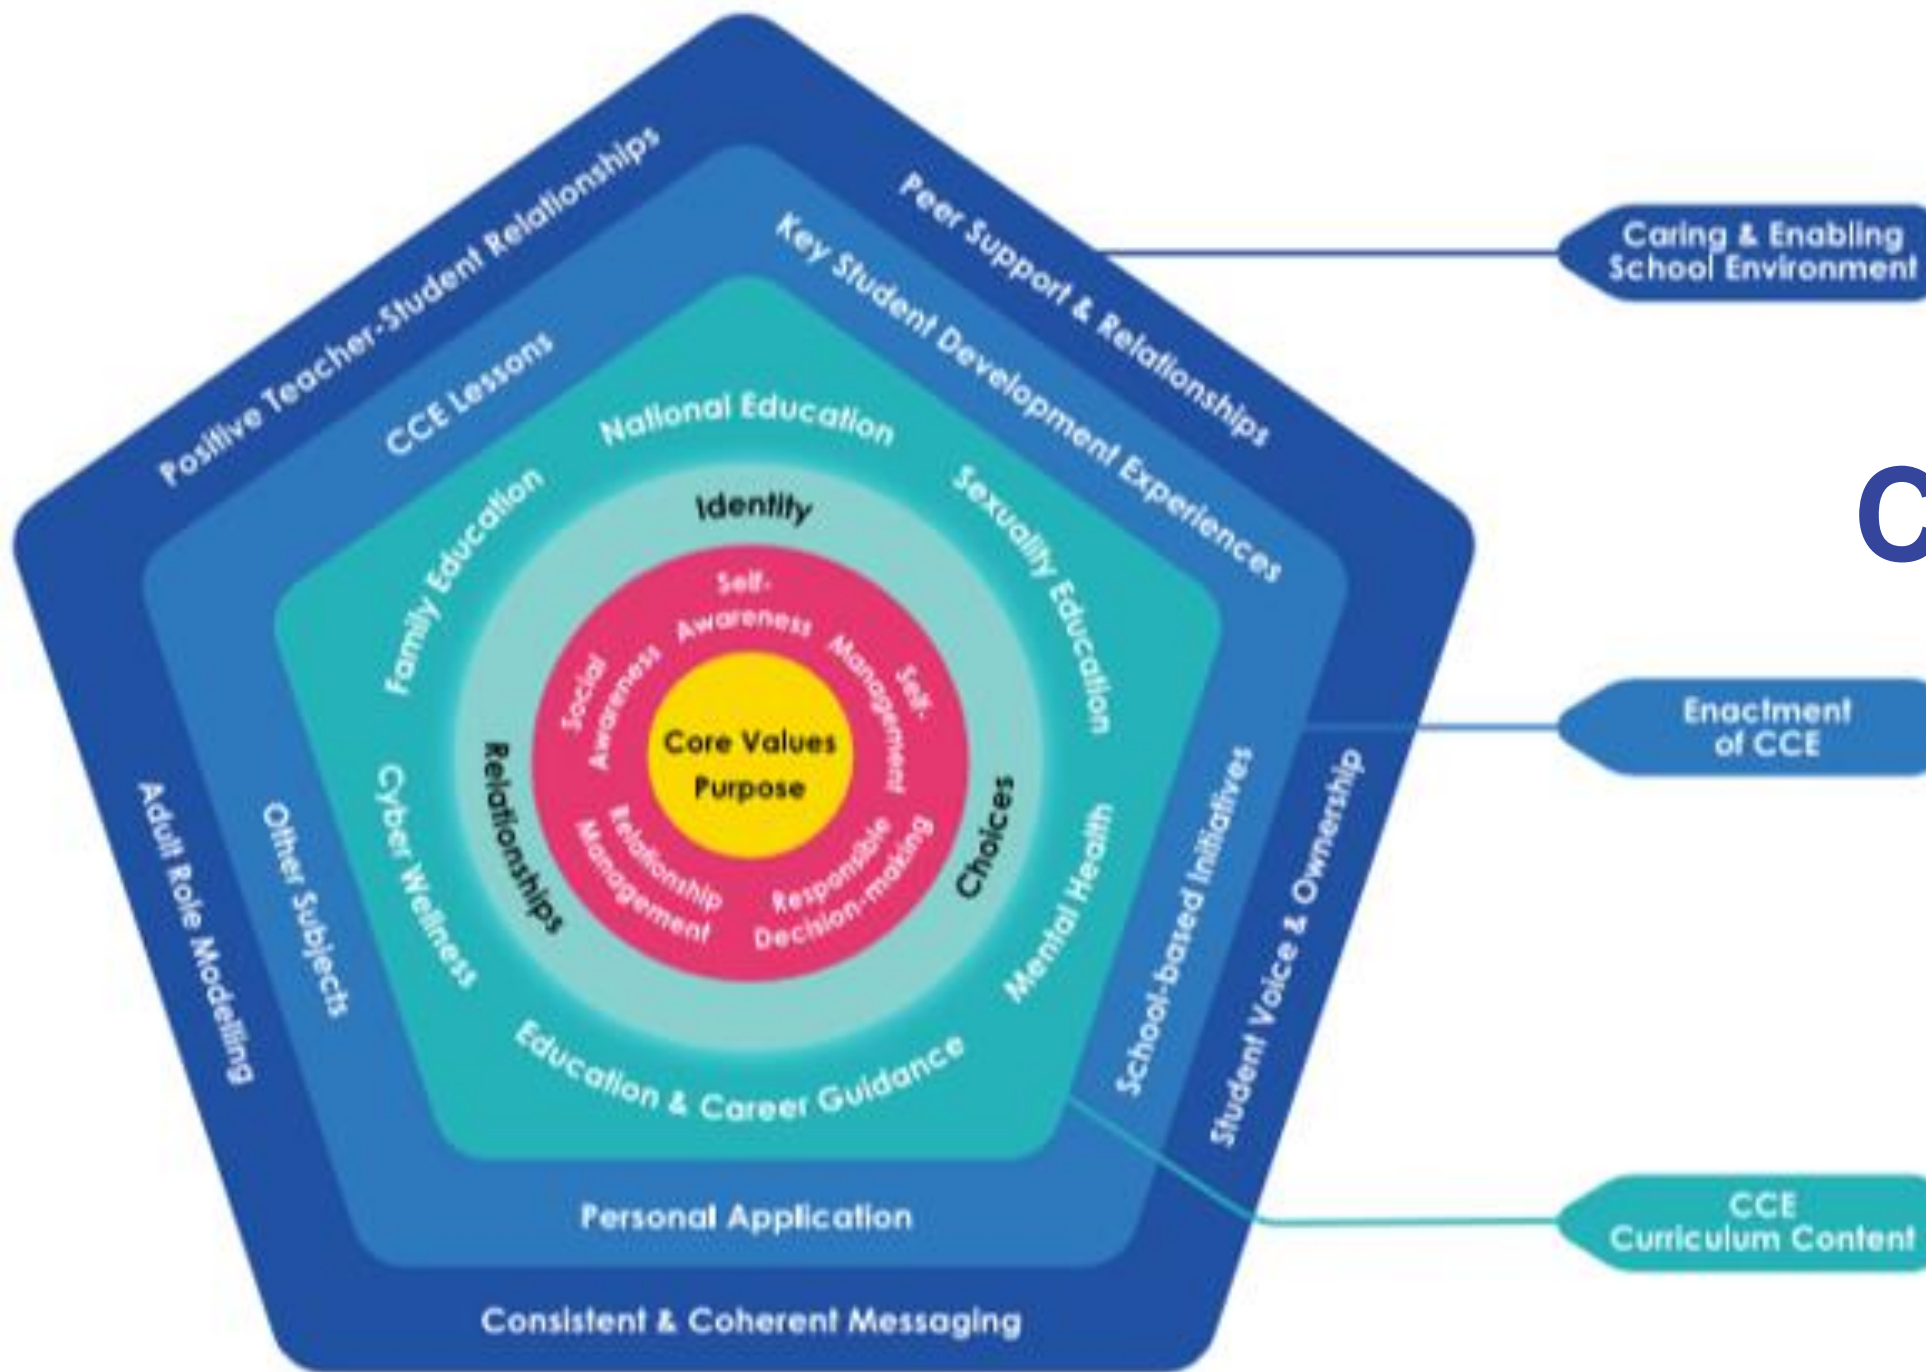 Positive Teacher-Student Relationships
Peer Support & Relationships
Caring & Enabling
School Environment
CCE Lessons
Key Student Development Experiences
National Education
Family Education
Sexuality Education
C
Identity
Self-
Awareness
Social
Awareness
Self-
Management
Core Values
Purpose
Enactment
of CCE
Relationships
Choices
Relationship
Management
Responsible
Decision-making
Cyber Wellness
Mental Health
Adult Role Modelling
Other Subjects
School-based Initiatives
Student Voice & Ownership
Education & Career Guidance
CCE
Curriculum Content
Personal Application
Consistent & Coherent Messaging